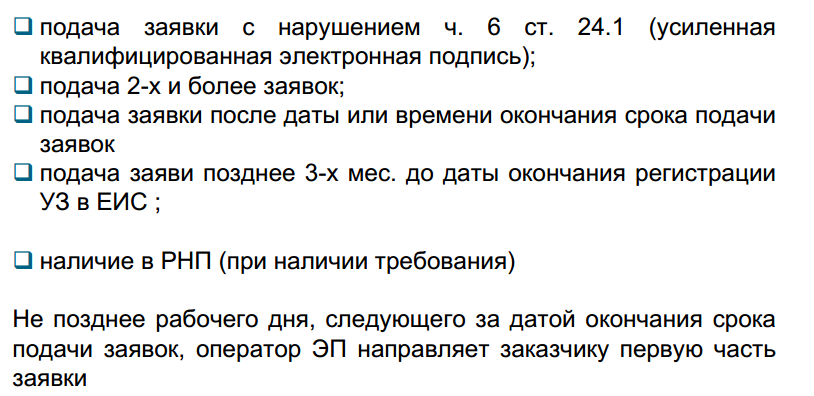 ❑ подача заявки с нарушением ч. 6 ст. 24.1 (усиленная
квалифицированная электронная подпись);
❑ подача 2-х и более заявок;
❑ подача заявки после даты или времени окончания срока подачи
заявок
❑ подача заяви позднее 3-х мес. до даты окончания регистрации
УЗ в ЕИС ;
❑ наличие в РНП (при наличии требования)
Не позднее рабочего дня, следующего за датой окончания срока
подачи заявок, оператор ЭП направляет заказчику первую часть
заявки